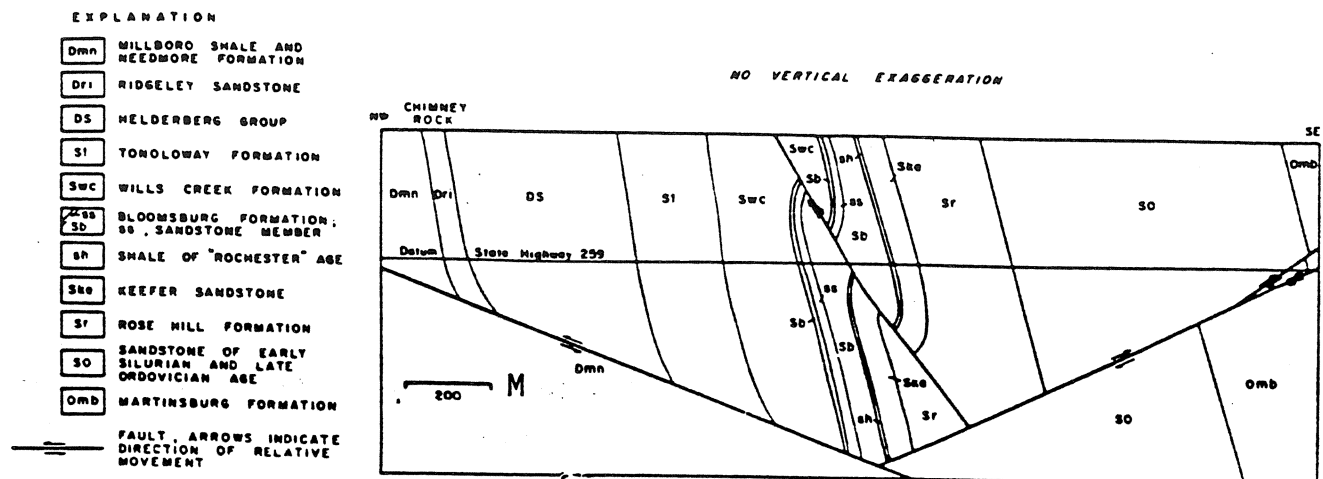 EXPLANATION
Dmn MILLBORO SHALE AND
NEEDMORE FORMATION
Dri RIDGELEY SANDSTONE
DS HELDERBERG GROUP
St TONOLOWAY FORMATION
Swc WILLS CREEK FORMATION
ss
Sb BLOOMSBURG FORMATION;
ss, SANDSTONE MEMBER
sh SHALE OF "ROCHESTER" AGE
Ske KEEFER SANDSTONE
Sr ROSE HILL FORMATION
SO SANDSTONE OF EARLY
SILURIAN AND LATE
ORDOVICIAN AGE
Omb MARTINSBURG FORMATION
FAULT, ARROWS INDICATE
DIRECTION OF RELATIVE
MOVEMENT
NO VERTICAL EXAGGERATION
NW
CHIMNEY
ROCK
SE
Swc
sh
Ske
Omb
Sb
Dmn
Dri
DS
St
Swc
ss
Sr
SO
Sb
Datum
State Highway 259
ss
Sb
Sb
Dmn
Ske
Omb
200 M
sh
Sr
SO